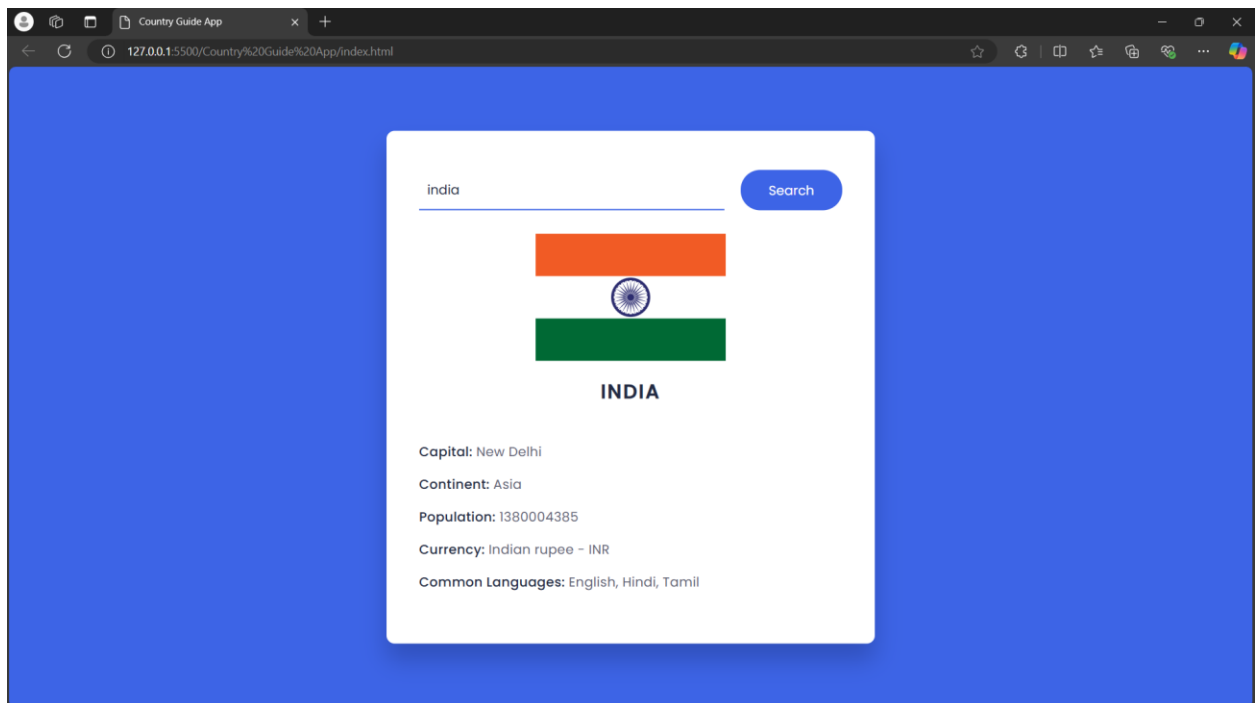 Country Guide App
127.0.0.1:5500/Country%20Guide%20App/index.html
india Search
INDIA
Capital: New Delhi
Continent: Asia
Population: 1380004385
Currency: Indian rupee - INR
Common Languages: English, Hindi, Tamil